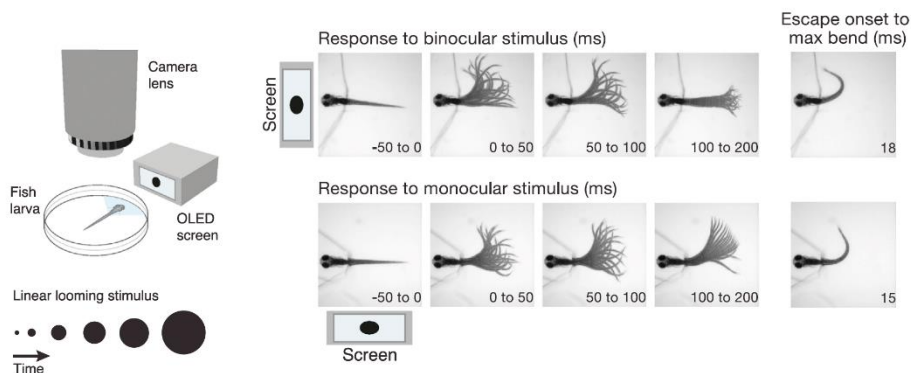 Camera
lens
Fish
larva
OLED
screen
Linear looming stimulus
Time
Response to binocular stimulus (ms)
Screen
-50 to 0
0 to 50
50 to 100
100 to 200
Escape onset to
max bend (ms)
18
Response to monocular stimulus (ms)
-50 to 0
0 to 50
50 to 100
100 to 200
15
Screen